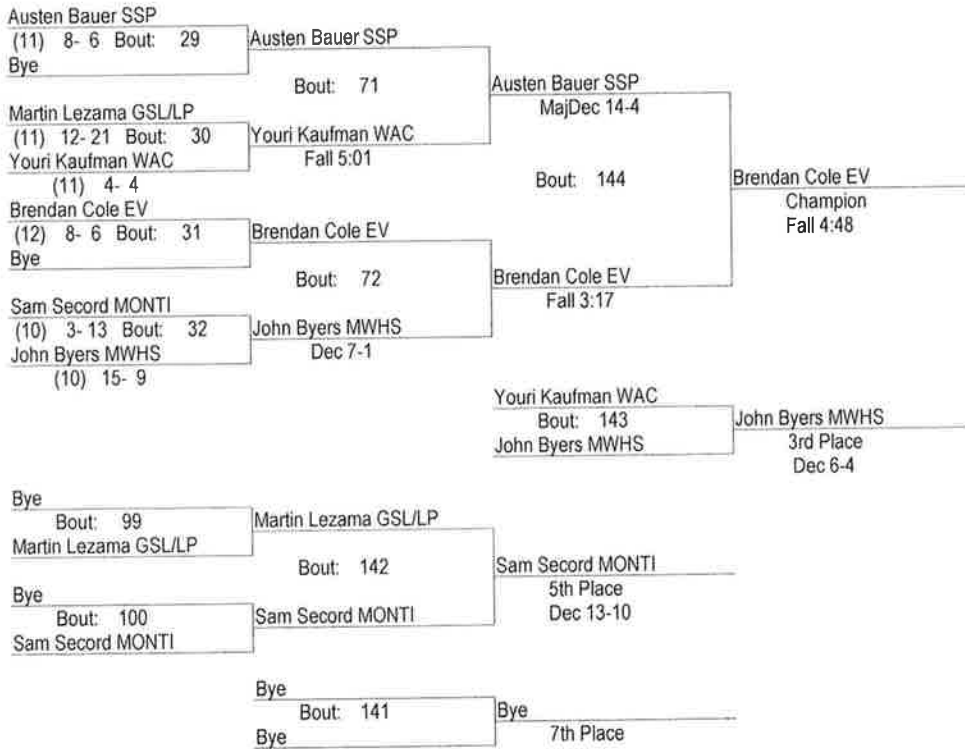 Austen Bauer SSP
(11) 8- 6 Bout: 29
Bye
Austen Bauer SSP
Bout: 71
Martin Lezama GSL/LP
(11) 12- 21 Bout: 30
Youri Kaufman WAC
(11) 4- 4
Youri Kaufman WAC
Fall 5:01
Austen Bauer SSP
MajDec 14-4
Bout: 144
Brendan Cole EV
(12) 8- 6 Bout: 31
Bye
Brendan Cole EV
Bout: 72
Sam Secord MONTI
(10) 3- 13 Bout: 32
John Byers MWHS
(10) 15- 9
John Byers MWHS
Dec 7-1
Brendan Cole EV
Fall 3:17
Brendan Cole EV
Champion
Fall 4:48
Youri Kaufman WAC
Bout: 143
John Byers MWHS
John Byers MWHS
3rd Place
Dec 6-4
Bye
Bout: 99
Martin Lezama GSL/LP
Martin Lezama GSL/LP
Bout: 142
Bye
Bout: 100
Sam Secord MONTI
Sam Secord MONTI
Sam Secord MONTI
5th Place
Dec 13-10
Bye
Bout: 141
Bye
Bye
7th Place